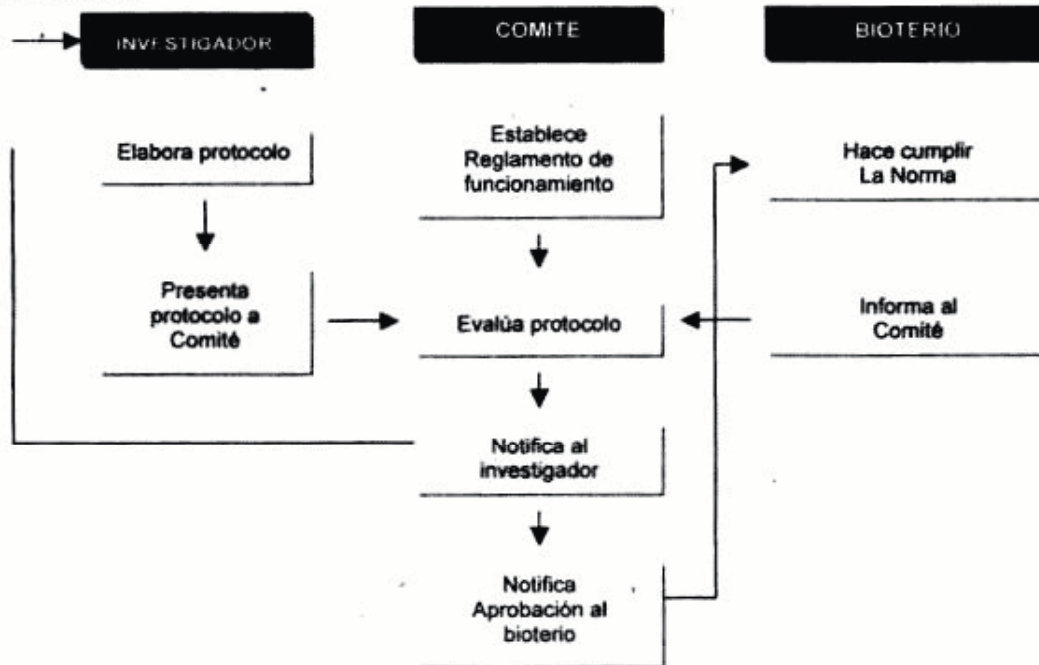 INVESTIGADOR
COMITE
BIOTERIO
Elabora protocolo
Establece
Reglamento de
funcionamiento
Hace cumplir
La Norma
Presenta
protocolo a
Comité
Evalúa protocolo
Informa al
Comité
Notifica al
investigador
Notifica
Aprobación al
bioterio